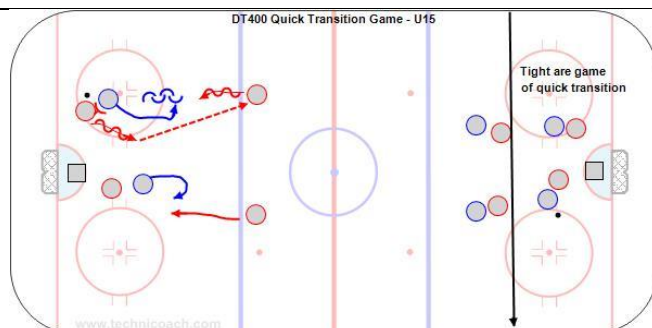 DT400 Quick Transition Game - U15
Tight are game
of quick transition
www.technicoach.com